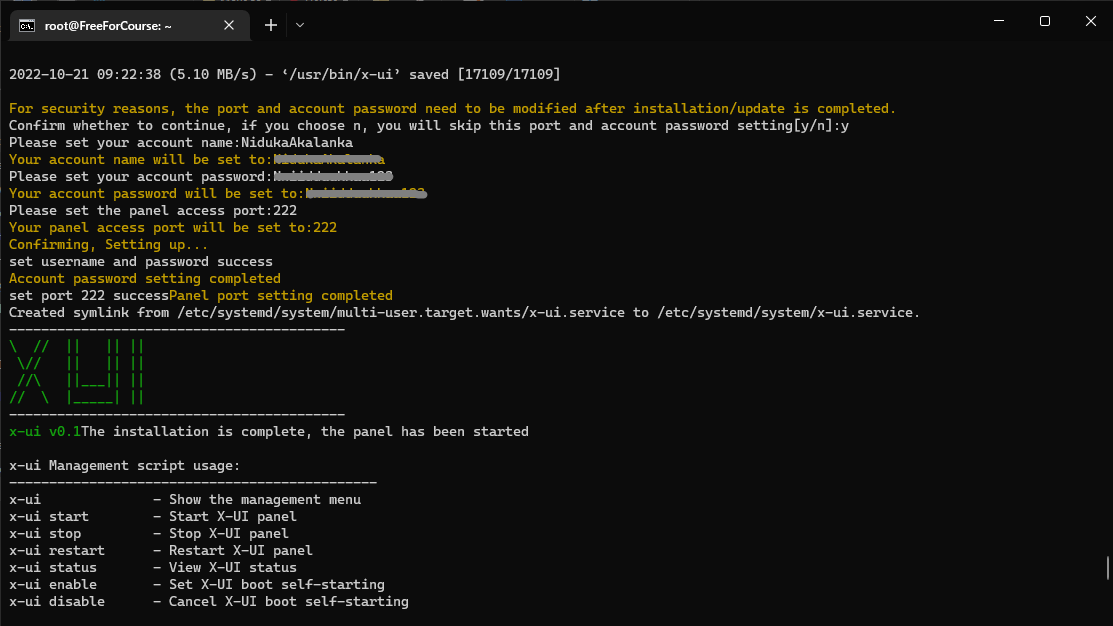 root@FreeForCourse: ~
2022-10-21 09:22:38 (5.10 MB/s) - ‘/usr/bin/x-ui’ saved [17109/17109]
For security reasons, the port and account password need to be modified after installation/update is completed.
Confirm whether to continue, if you choose n, you will skip this port and account password setting[y/n]:y
Please set your account name:NidukaAkalanka
Your account name will be set to:
Please set your account password:
Your account password will be set to:
Please set the panel access port:222
Your panel access port will be set to:222
Confirming, Setting up...
set username and password success
Account password setting completed
set port 222 successPanel port setting completed
Created symlink from /etc/systemd/system/multi-user.target.wants/x-ui.service to /etc/systemd/system/x-ui.service.
------------------------------------------
\  //  ||   || ||
 \//   ||   || ||
 //\   ||___|| ||
//  \  |_____| ||
------------------------------------------
x-ui v0.1The installation is complete, the panel has been started
x-ui Management script usage:
----------------------------------------------
x-ui              - Show the management menu
x-ui start        - Start X-UI panel
x-ui stop         - Stop X-UI panel
x-ui restart      - Restart X-UI panel
x-ui status       - View X-UI status
x-ui enable       - Set X-UI boot self-starting
x-ui disable      - Cancel X-UI boot self-starting